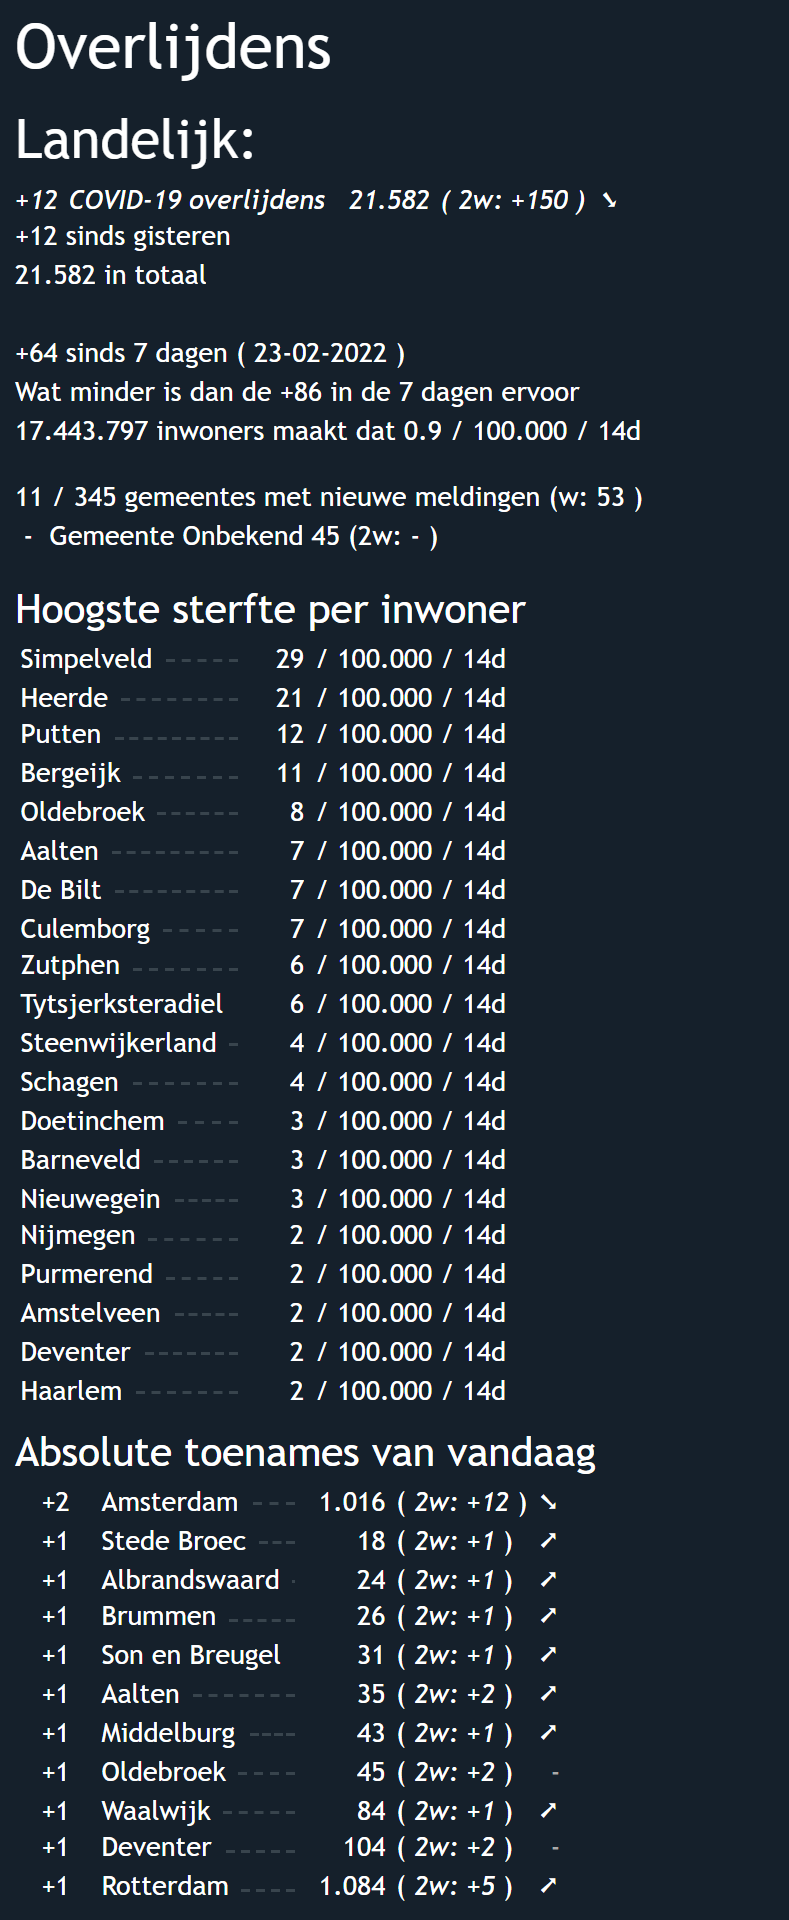 Overlijdens
Landelijk:
+12 COVID-19 overlijdens 21.582 ( 2w: +150 ) ➘
+12 sinds gisteren
21.582 in totaal
+64 sinds 7 dagen ( 23-02-2022 )
Wat minder is dan de +86 in de 7 dagen ervoor
17.443.797 inwoners maakt dat 0.9 / 100.000 / 14d
11 / 345 gemeentes met nieuwe meldingen (w: 53 )
- Gemeente Onbekend 45 (2w: - )
Hoogste sterfte per inwoner
Simpelveld ----- 29 / 100.000 / 14d
Heerde -------- 21 / 100.000 / 14d
Putten --------- 12 / 100.000 / 14d
Bergeijk ------- 11 / 100.000 / 14d
Oldebroek ------ 8 / 100.000 / 14d
Aalten --------- 7 / 100.000 / 14d
De Bilt --------- 7 / 100.000 / 14d
Culemborg ----- 7 / 100.000 / 14d
Zutphen ------- 6 / 100.000 / 14d
Tytsjerksteradiel 6 / 100.000 / 14d
Steenwijkerland - 4 / 100.000 / 14d
Schagen ------- 4 / 100.000 / 14d
Doetinchem ---- 3 / 100.000 / 14d
Barneveld ------ 3 / 100.000 / 14d
Nieuwegein ----- 3 / 100.000 / 14d
Nijmegen ------ 2 / 100.000 / 14d
Purmerend ----- 2 / 100.000 / 14d
Amstelveen ----- 2 / 100.000 / 14d
Deventer ------- 2 / 100.000 / 14d
Haarlem ------- 2 / 100.000 / 14d
Absolute toenames van vandaag
+2 Amsterdam --- 1.016 ( 2w: +12 ) ➘
+1 Stede Broec --- 18 ( 2w: +1 ) ➚
+1 Albrandswaard · 24 ( 2w: +1 ) ➚
+1 Brummen ----- 26 ( 2w: +1 ) ➚
+1 Son en Breugel 31 ( 2w: +1 ) ➚
+1 Aalten ------- 35 ( 2w: +2 ) ➚
+1 Middelburg ---- 43 ( 2w: +1 ) ➚
+1 Oldebroek ---- 45 ( 2w: +2 ) -
+1 Waalwijk ----- 84 ( 2w: +1 ) ➚
+1 Deventer ----- 104 ( 2w: +2 ) -
+1 Rotterdam ---- 1.084 ( 2w: +5 ) ➚